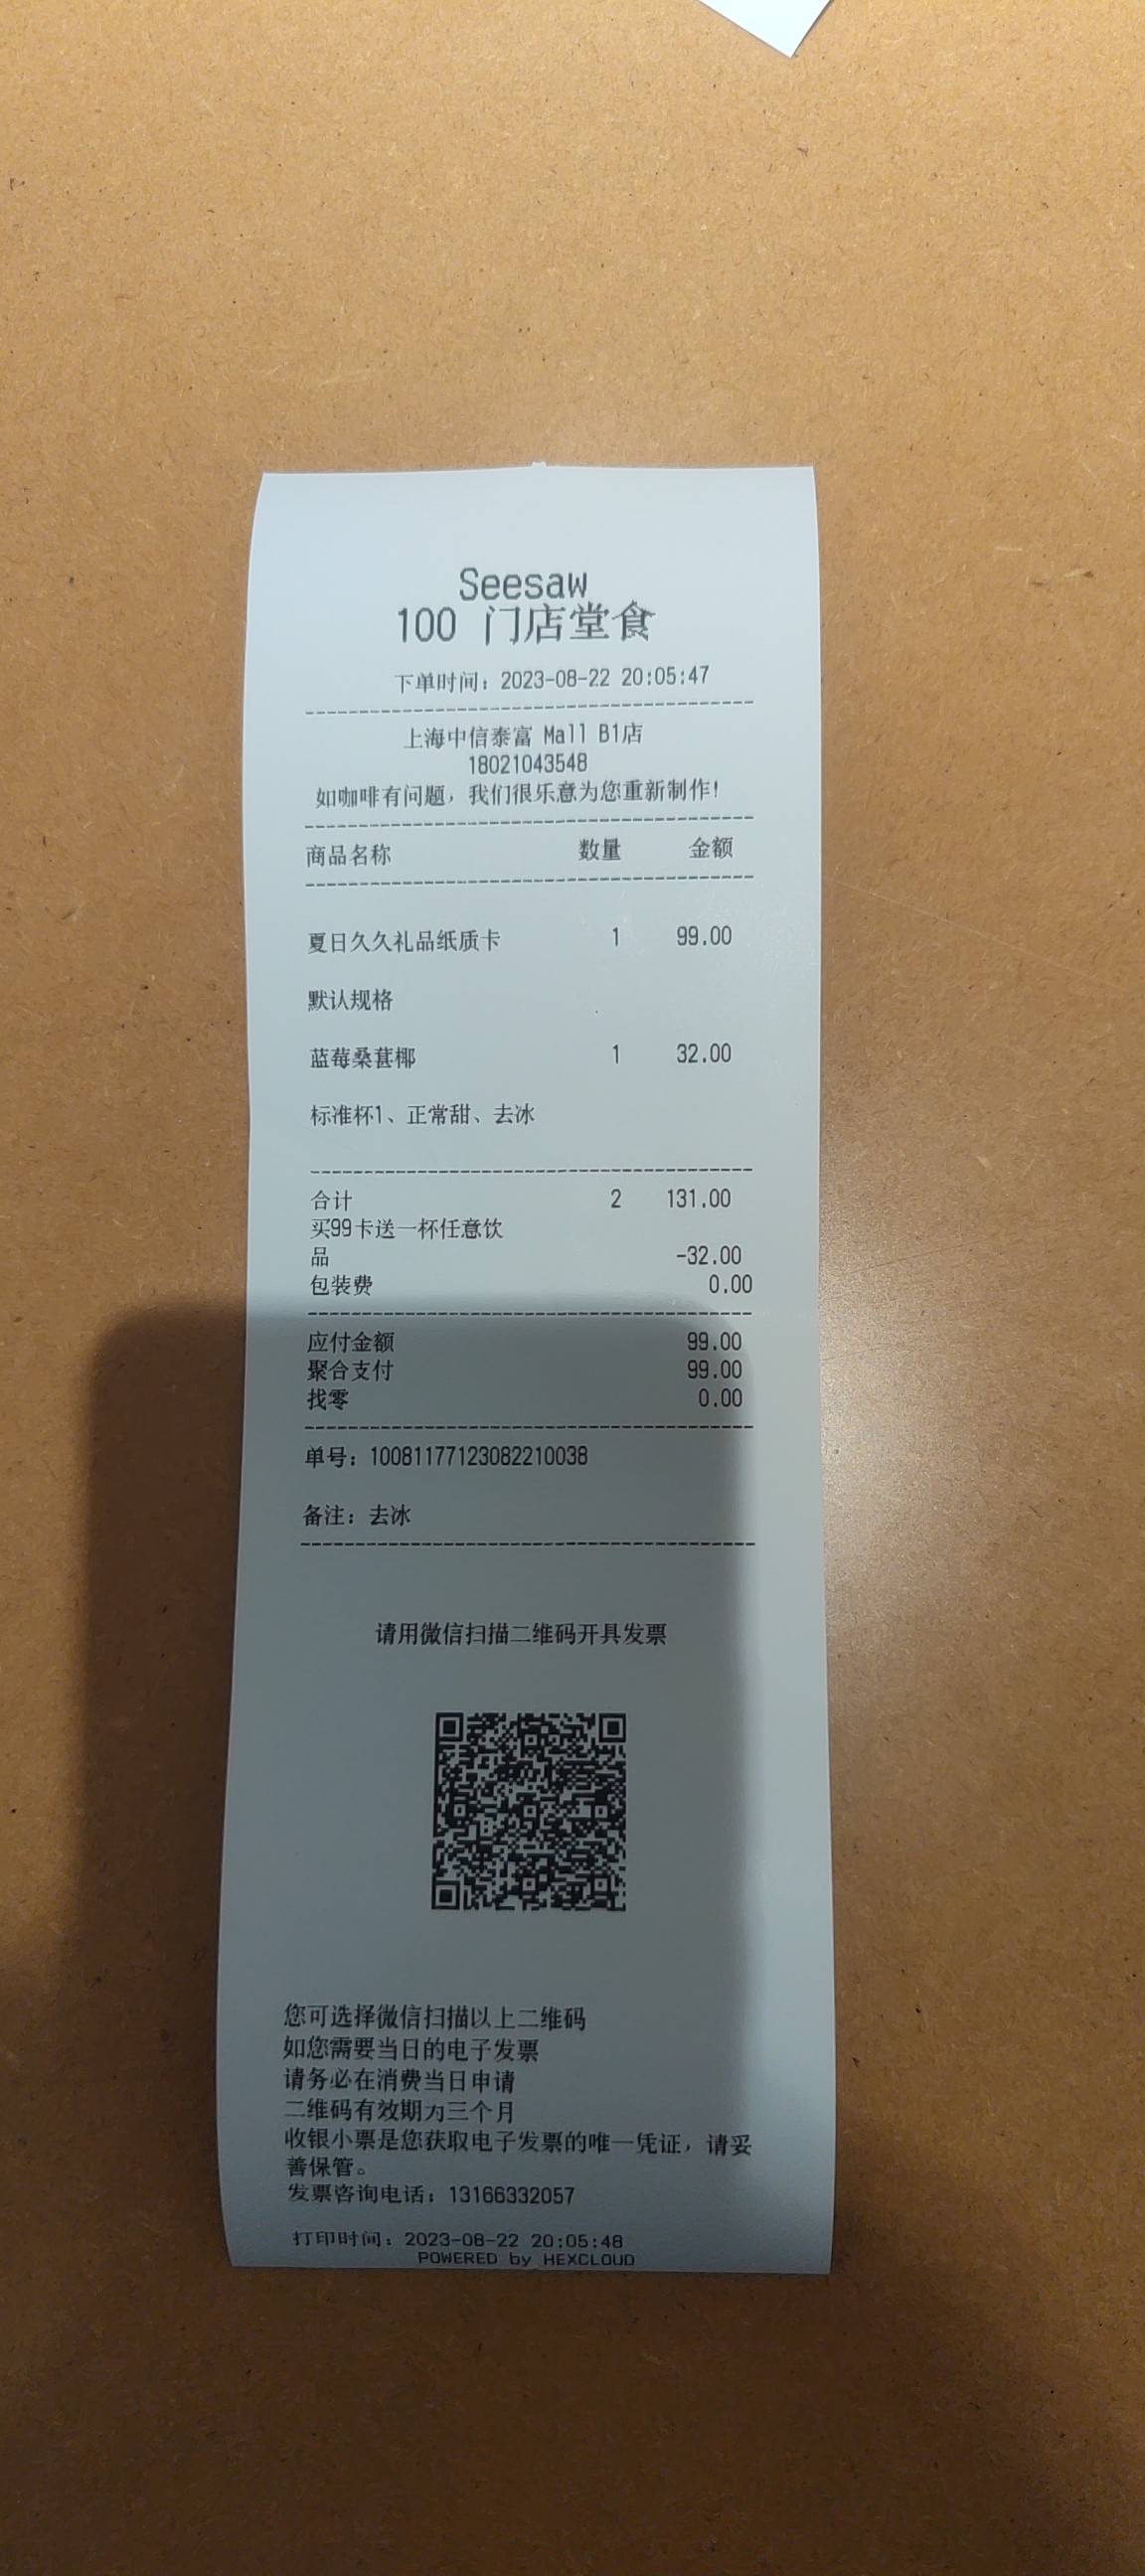 Seesaw
100 门店堂食
下单时间：2023-08-22 20:05:47
上海中信泰富 Mall B1店
18021043548
如咖啡有问题，我们很乐意为您重新制作！
商品名称 数量 金额
夏日久久礼品纸质卡 1 99.00
默认规格
蓝莓桑葚椰 1 32.00
标准杯1、正常甜、去冰
合计 2 131.00
买99卡送一杯任意饮
品 -32.00
包装费 0.00
应付金额 99.00
聚合支付 99.00
找零 0.00
单号：10081177123082210038
备注：去冰
请用微信扫描二维码开具发票
您可选择微信扫描以上二维码
如您需要当日的电子发票
请务必在消费当日申请
二维码有效期为三个月
收银小票是您获取电子发票的唯一凭证，请妥
善保管。
发票咨询电话：13166332057
打印时间：2023-08-22 20:05:48
POWERED by HEXCLOUD